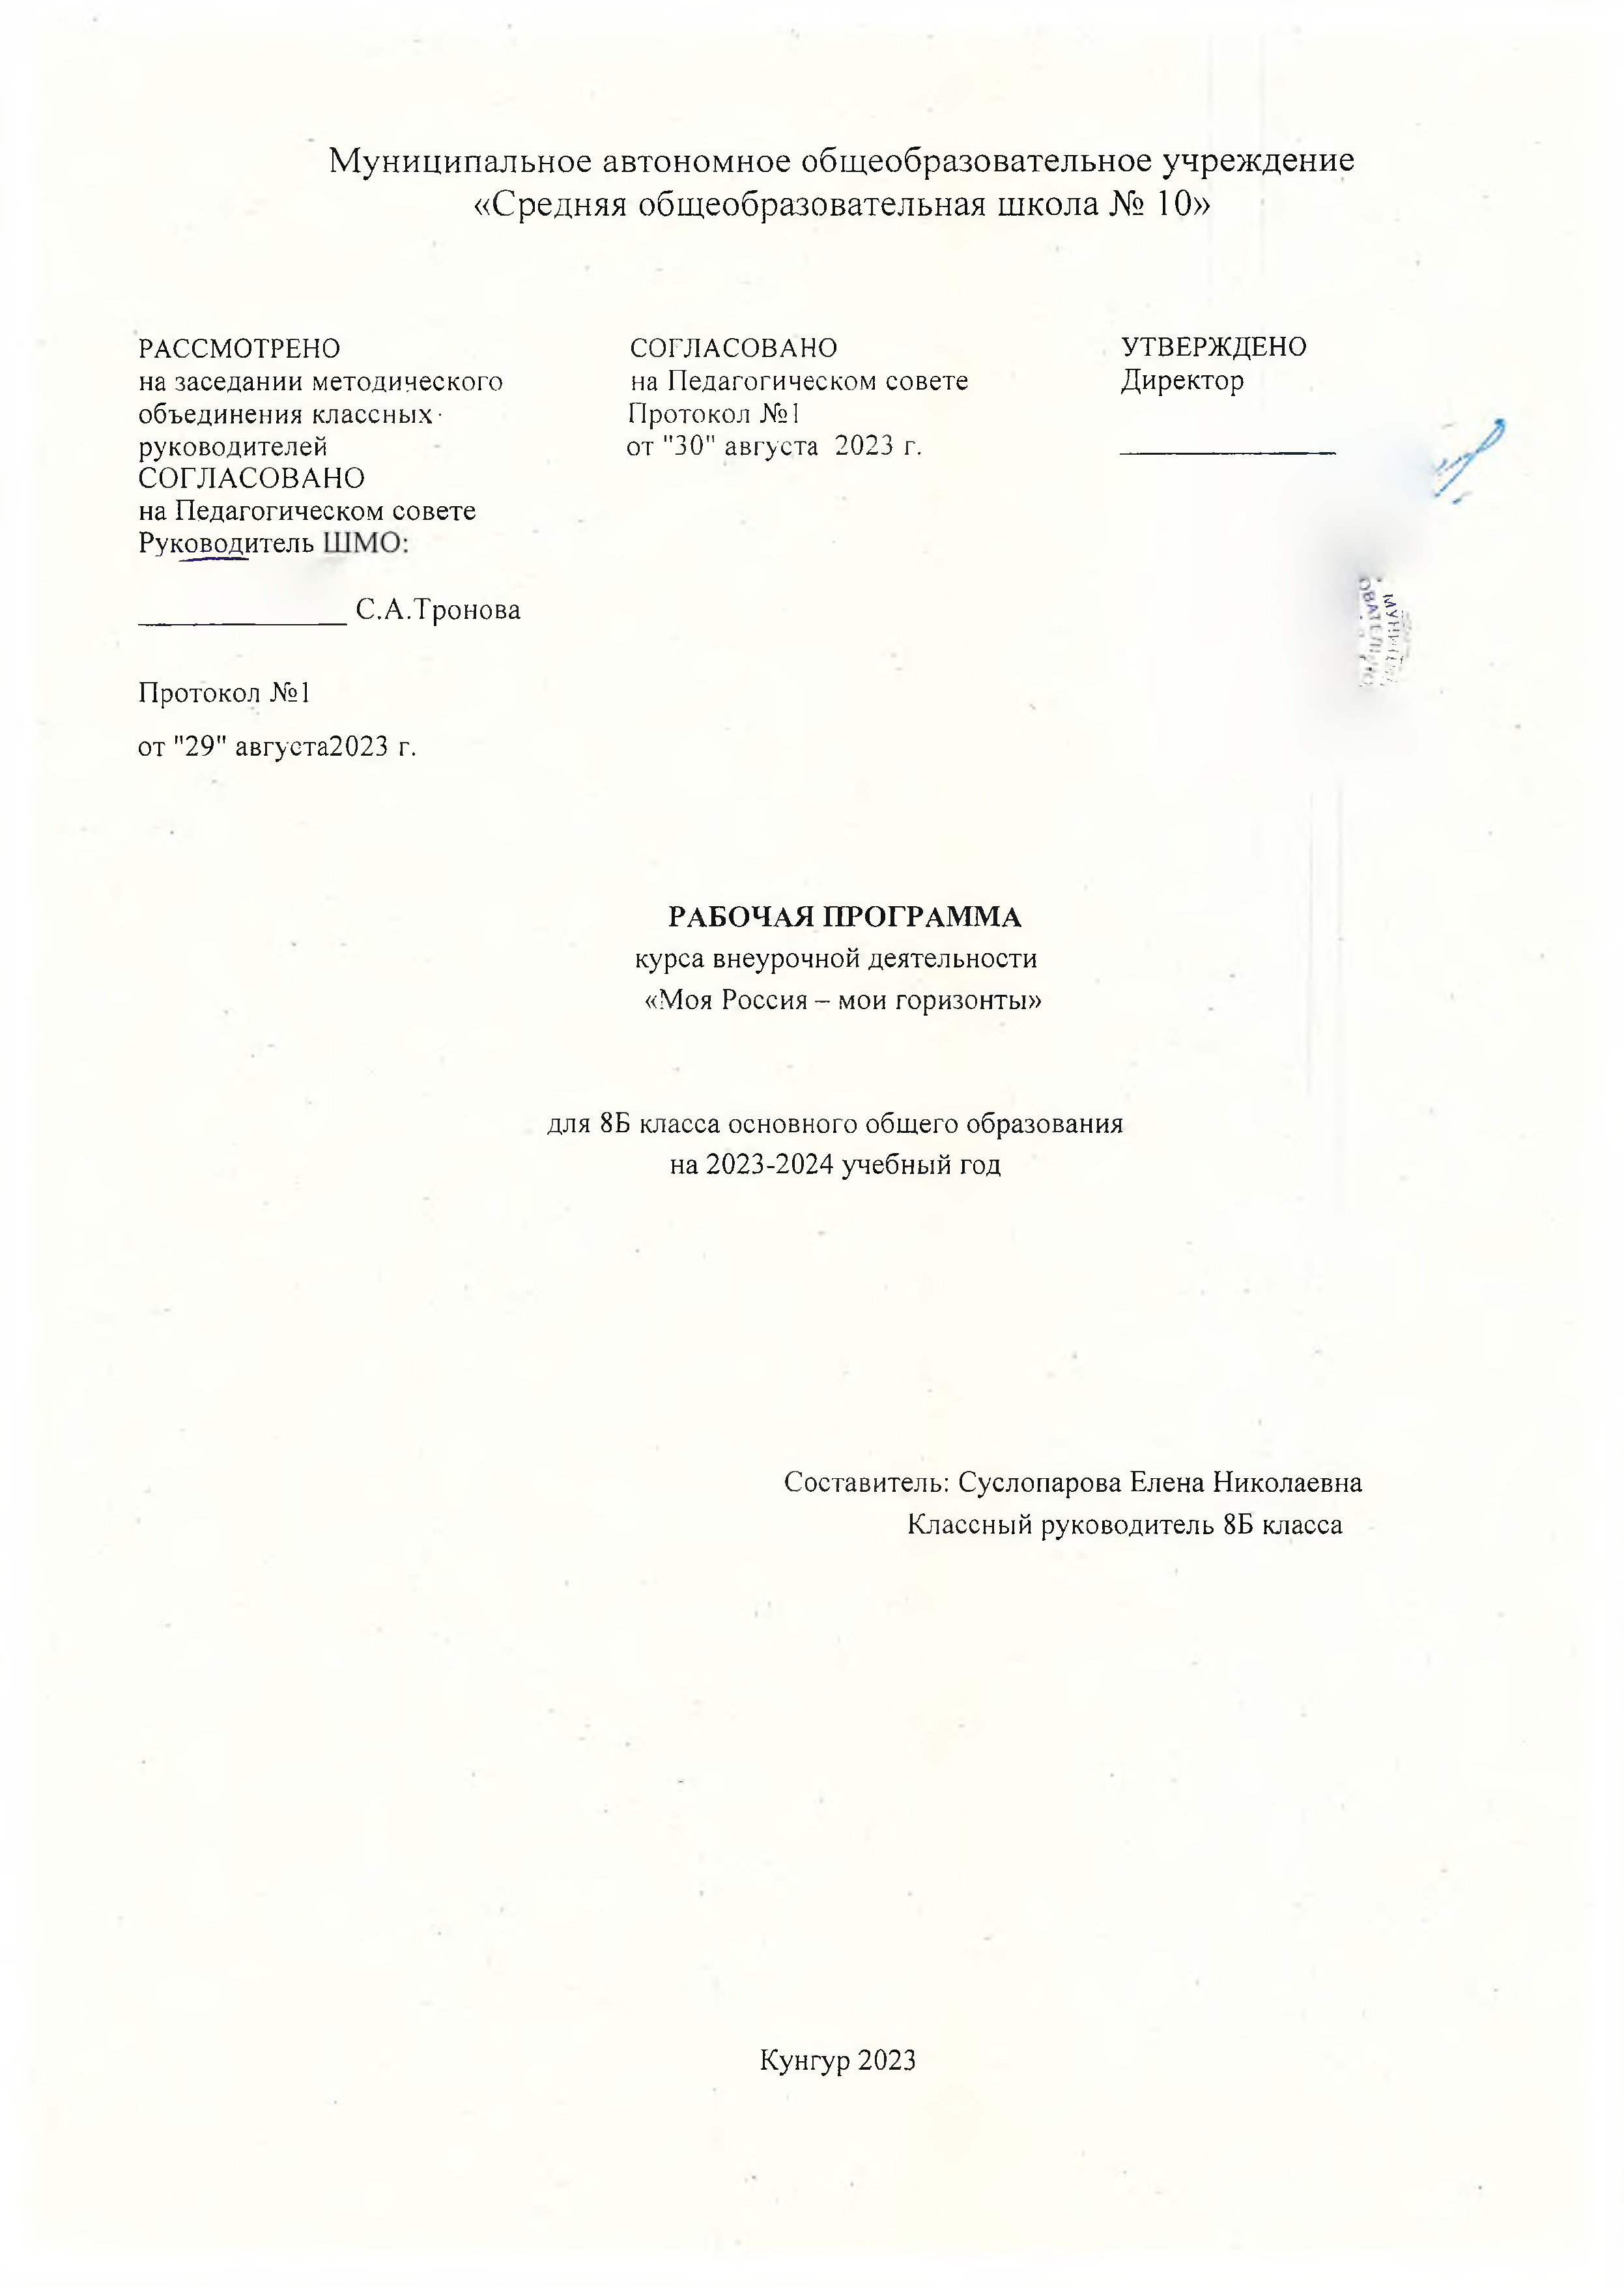 Муниципальное автономное общеобразовательное учреждение
«Средняя общеобразовательная школа № 10»
РАССМОТРЕНО
на заседании методического
объединения классных
руководителей
СОГЛАСОВАНО
на Педагогическом совете
Руководитель ШМО:
С.А.Тронова
Протокол №1
от "29" августа2023 г.
СОГЛАСОВАНО
на Педагогическом совете
Протокол №1
от "30" августа 2023 г.
УТВЕРЖДЕНО
Директор
РАБОЧАЯ ПРОГРАММА
курса внеурочной деятельности
«Моя Россия – мои горизонты»
для 8Б класса основного общего образования
на 2023-2024 учебный год
Составитель: Суслопарова Елена Николаевна
Классный руководитель 8Б класса
Кунгур 2023